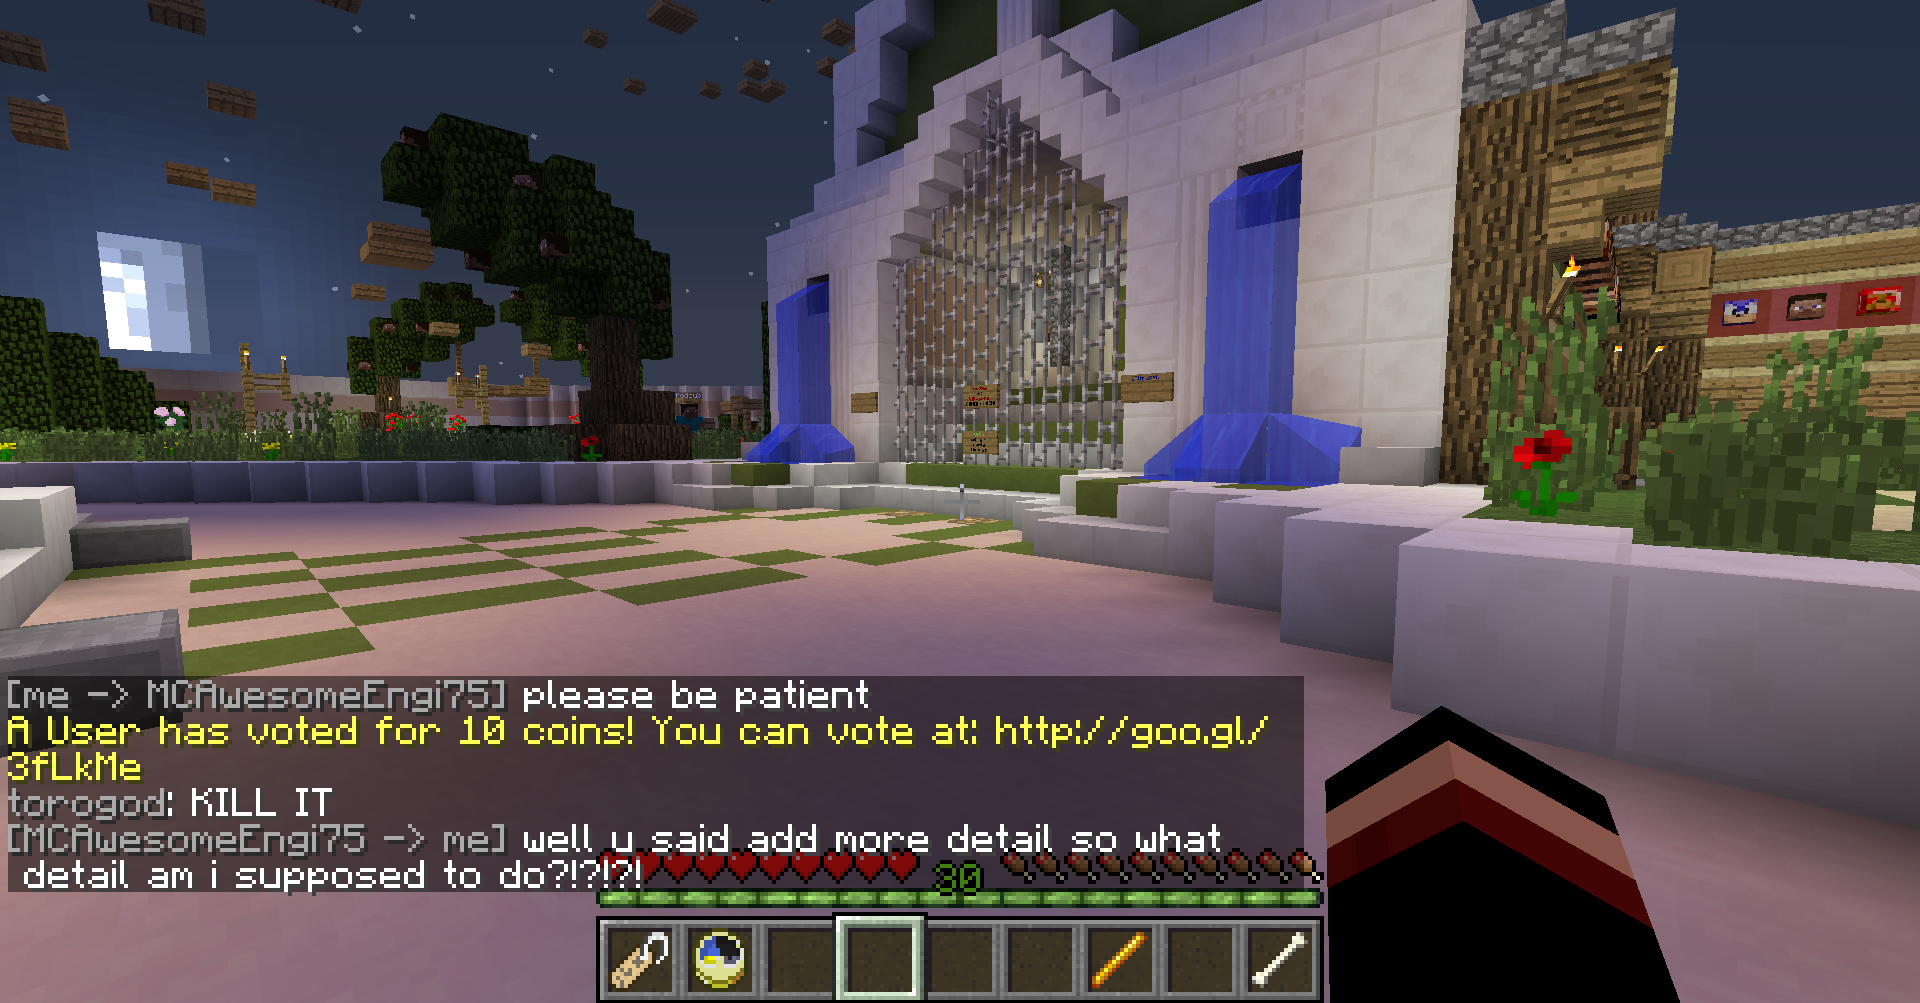 [me -> MCAwesomeEngi75] please be patient
A User has voted for 10 coins! You can vote at: http://goo.gl/
3fLkMe
torogod: KILL IT
[MCAwesomeEngi75 -> me] well u said add more detail so what
detail am i supposed to do?!?!?!
30